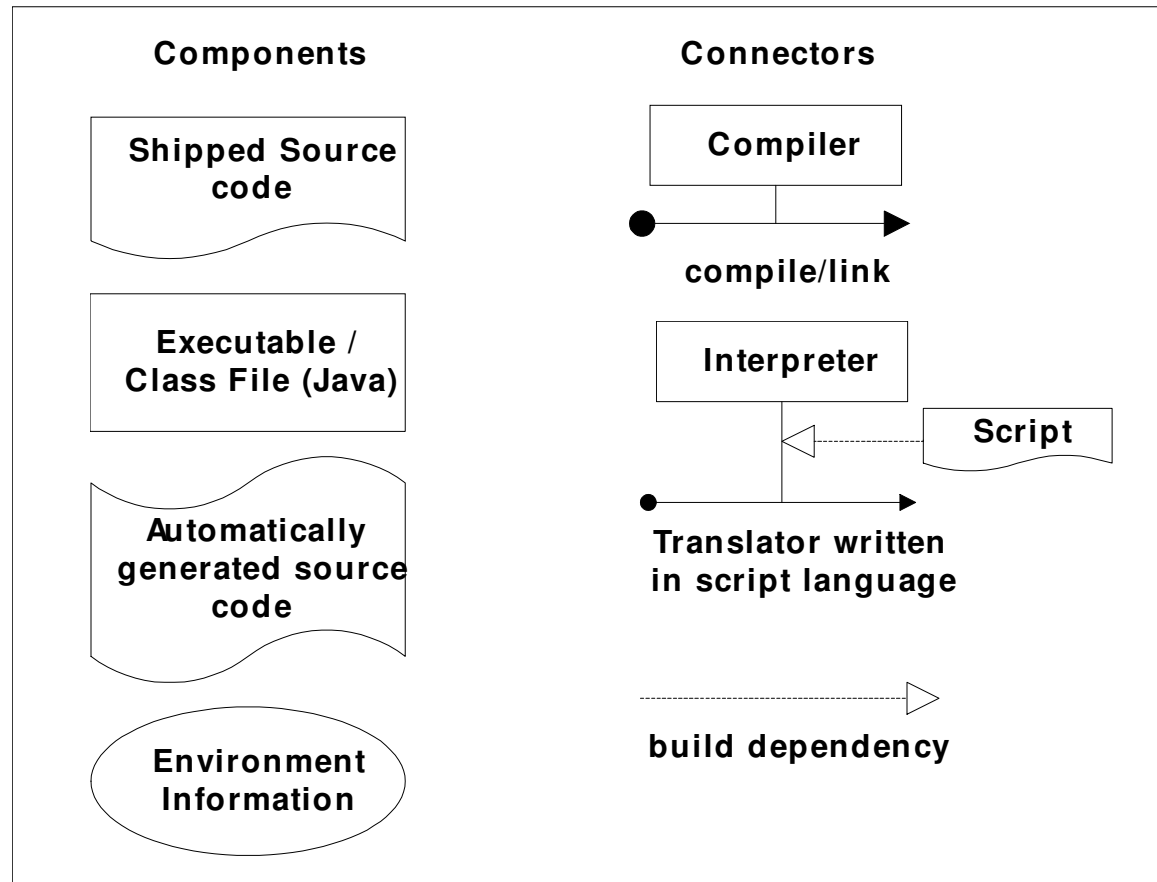 Components
Shipped Source
code
Executable /
Class File (Java)
Automatically
generated source
code
Environment
Information
Connectors
Compiler
compile/link
Interpreter
Script
Translator written
in script language
build dependency